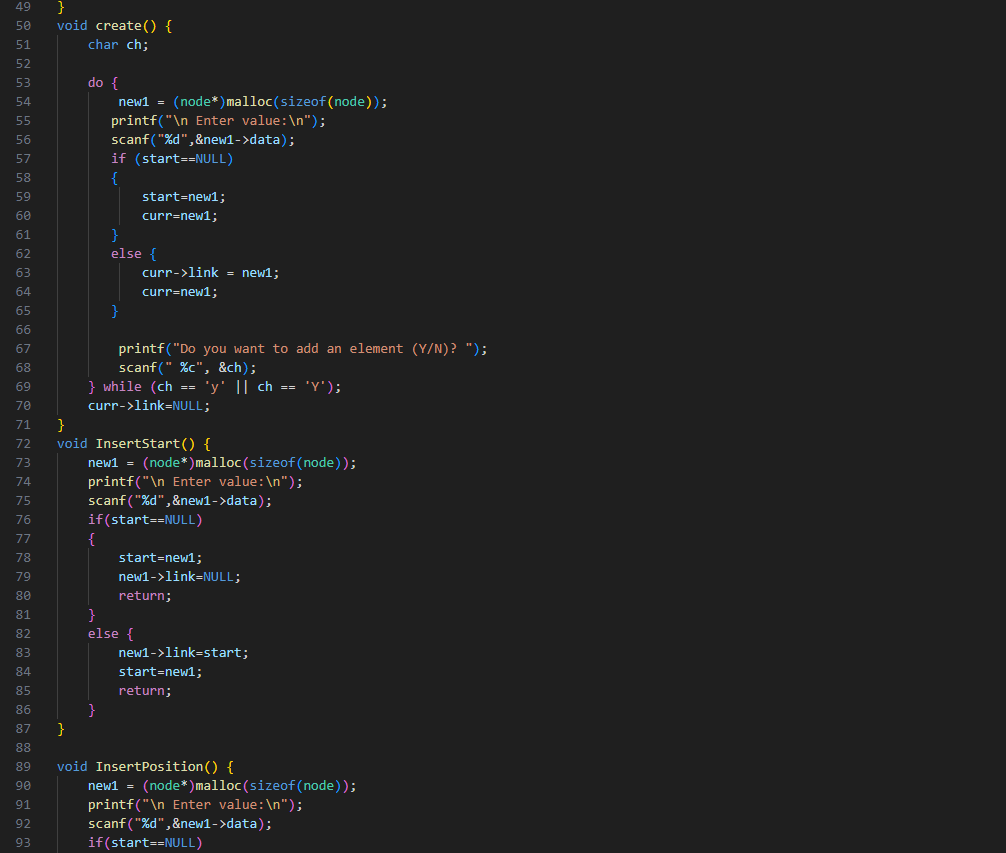 49 }
50 void create() {
51 char ch;
52
53 do {
54 new1 = (node*)malloc(sizeof(node));
55 printf("\n Enter value:\n");
56 scanf("%d",&new1->data);
57 if (start==NULL)
58 {
59 start=new1;
60 curr=new1;
61 }
62 else {
63 curr->link = new1;
64 curr=new1;
65 }
66
67 printf("Do you want to add an element (Y/N)? ");
68 scanf(" %c", &ch);
69 } while (ch == 'y' || ch == 'Y');
70 curr->link=NULL;
71 }
72 void InsertStart() {
73 new1 = (node*)malloc(sizeof(node));
74 printf("\n Enter value:\n");
75 scanf("%d",&new1->data);
76 if(start==NULL)
77 {
78 start=new1;
79 new1->link=NULL;
80 return;
81 }
82 else {
83 new1->link=start;
84 start=new1;
85 return;
86 }
87 }
88
89 void InsertPosition() {
90 new1 = (node*)malloc(sizeof(node));
91 printf("\n Enter value:\n");
92 scanf("%d",&new1->data);
93 if(start==NULL)